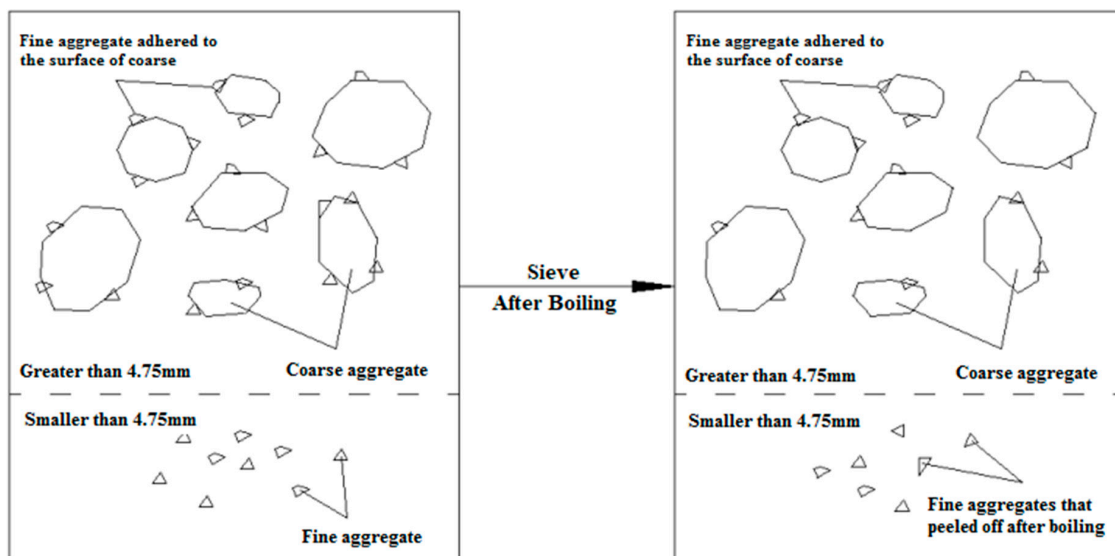 Fine aggregate adhered to
the surface of coarse
Greater than 4.75mm
Coarse aggregate
Smaller than 4.75mm
Fine aggregate
Sieve
After Boiling
Fine aggregate adhered to
the surface of coarse
Greater than 4.75mm
Coarse aggregate
Smaller than 4.75mm
Fine aggregates that
peeled off after boiling